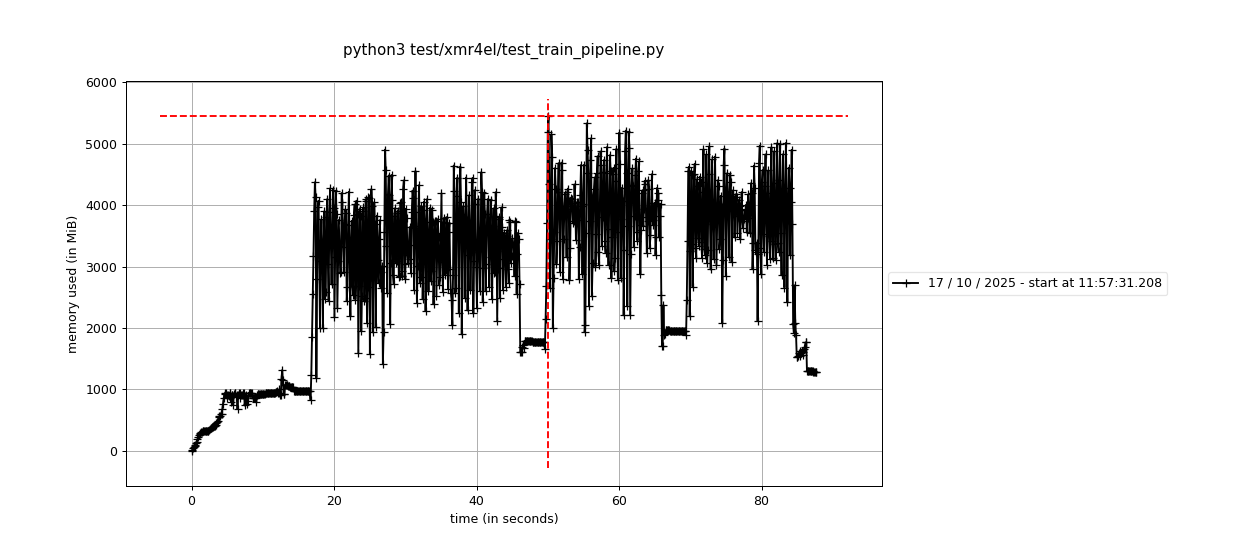 python3 test/xmr4el/test_train_pipeline.py
6000
5000
4000
3000
2000
1000
0
memory used (in MiB)
0 20 40 60 80
time (in seconds)
17 / 10 / 2025 - start at 11:57:31.208